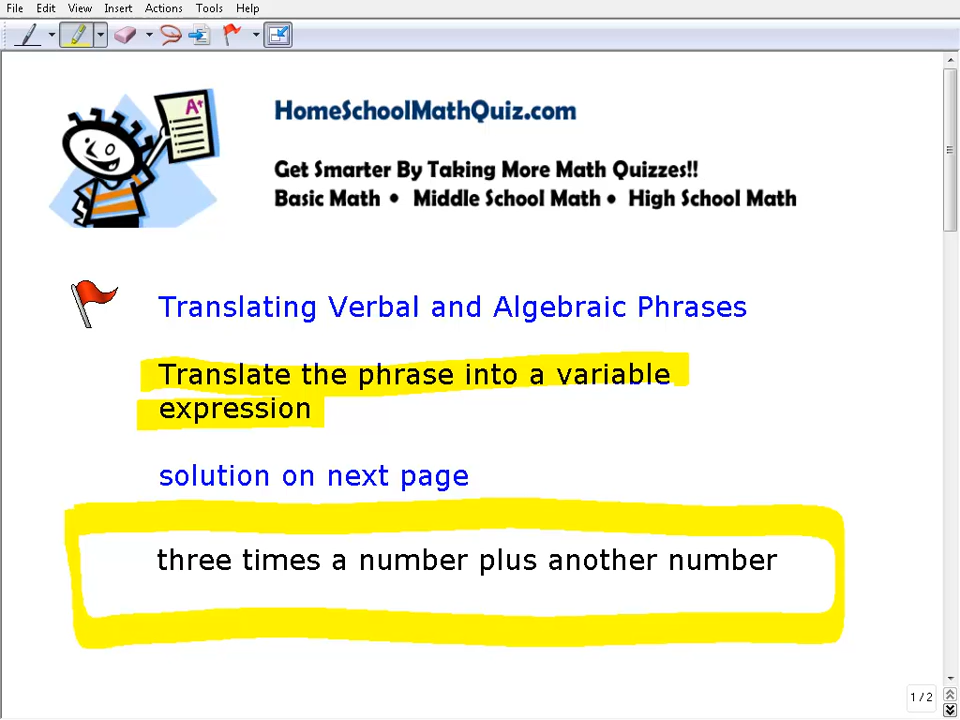 File Edit View Insert Actions Tools Help
A+
HomeSchoolMathQuiz.com
Get Smarter By Taking More Math Quizzes!!
Basic Math • Middle School Math • High School Math
Translating Verbal and Algebraic Phrases
Translate the phrase into a variable
expression
solution on next page
three times a number plus another number
1 / 2